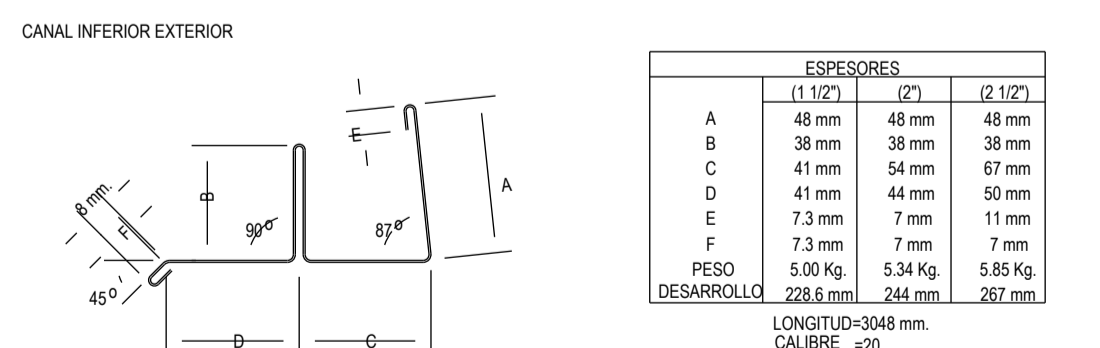 CANAL INFERIOR EXTERIOR
E
A
B
8 mm.
F
90º
87º
45º
D
C
ESPESORES
(1 1/2") (2") (2 1/2")
A 48 mm 48 mm 48 mm
B 38 mm 38 mm 38 mm
C 41 mm 54 mm 67 mm
D 41 mm 44 mm 50 mm
E 7.3 mm 7 mm 11 mm
F 7.3 mm 7 mm 7 mm
PESO 5.00 Kg. 5.34 Kg. 5.85 Kg.
DESARROLLO 228.6 mm 244 mm 267 mm
LONGITUD=3048 mm.
CALIBRE =20